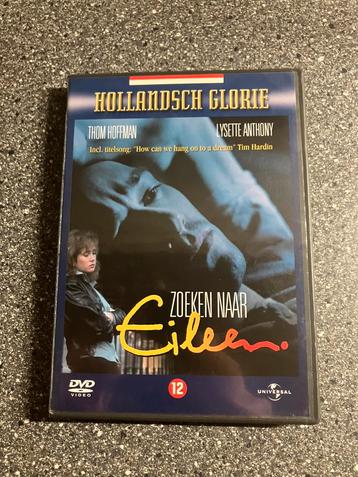 HOLLANDSCH GLORIE
THOM HOFFMAN LYSETTE ANTHONY
Incl. titelsong: "How can we hang on to a dream" Tim Hardin
ZOEKEN NAAR
Eileen.
DVD
VIDEO
12
UNIVERSAL